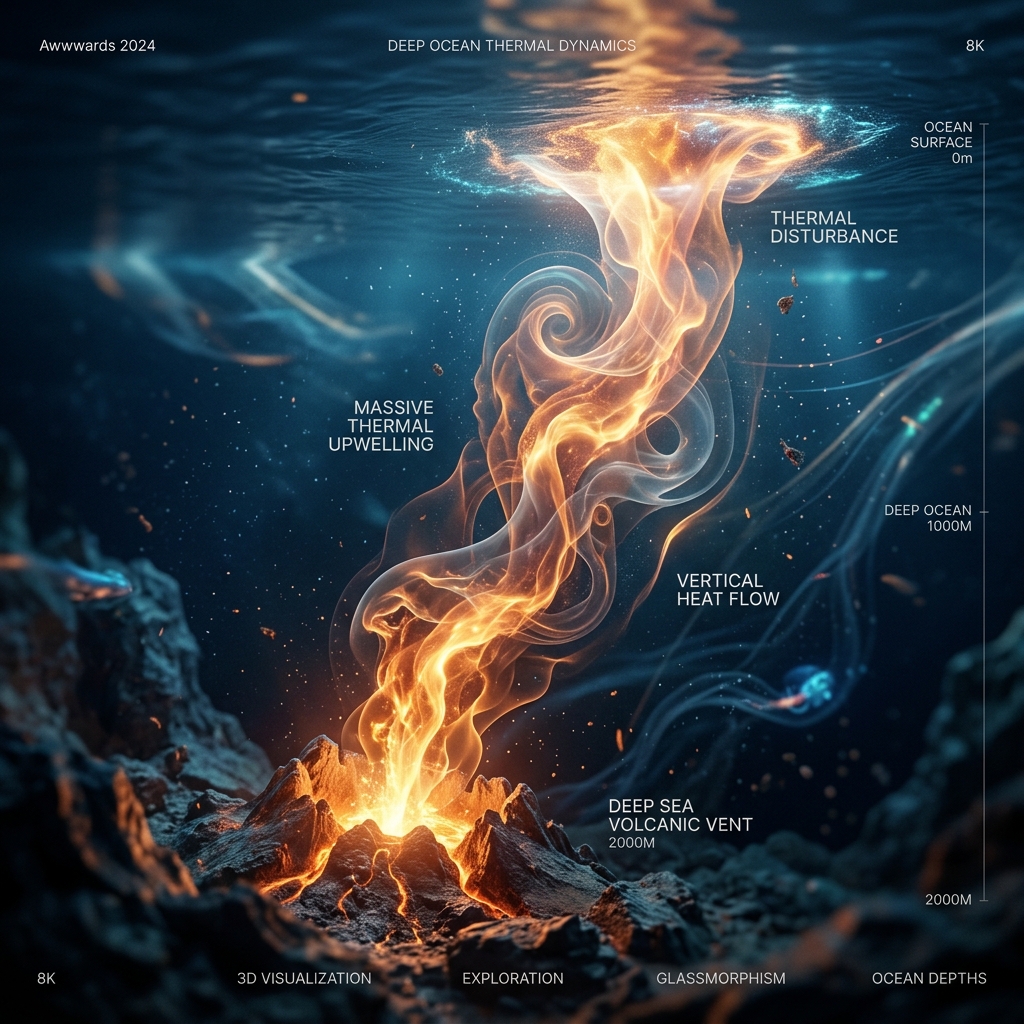 Awwwards 2024
DEEP OCEAN THERMAL DYNAMICS
8K
OCEAN
SURFACE
0m
THERMAL
DISTURBANCE
MASSIVE
THERMAL
UPWELLING
DEEP OCEAN
1000M
VERTICAL
HEAT FLOW
DEEP SEA
VOLCANIC VENT
2000M
2000M
8K
3D VISUALIZATION
EXPLORATION
GLASSMORPHISM
OCEAN DEPTHS